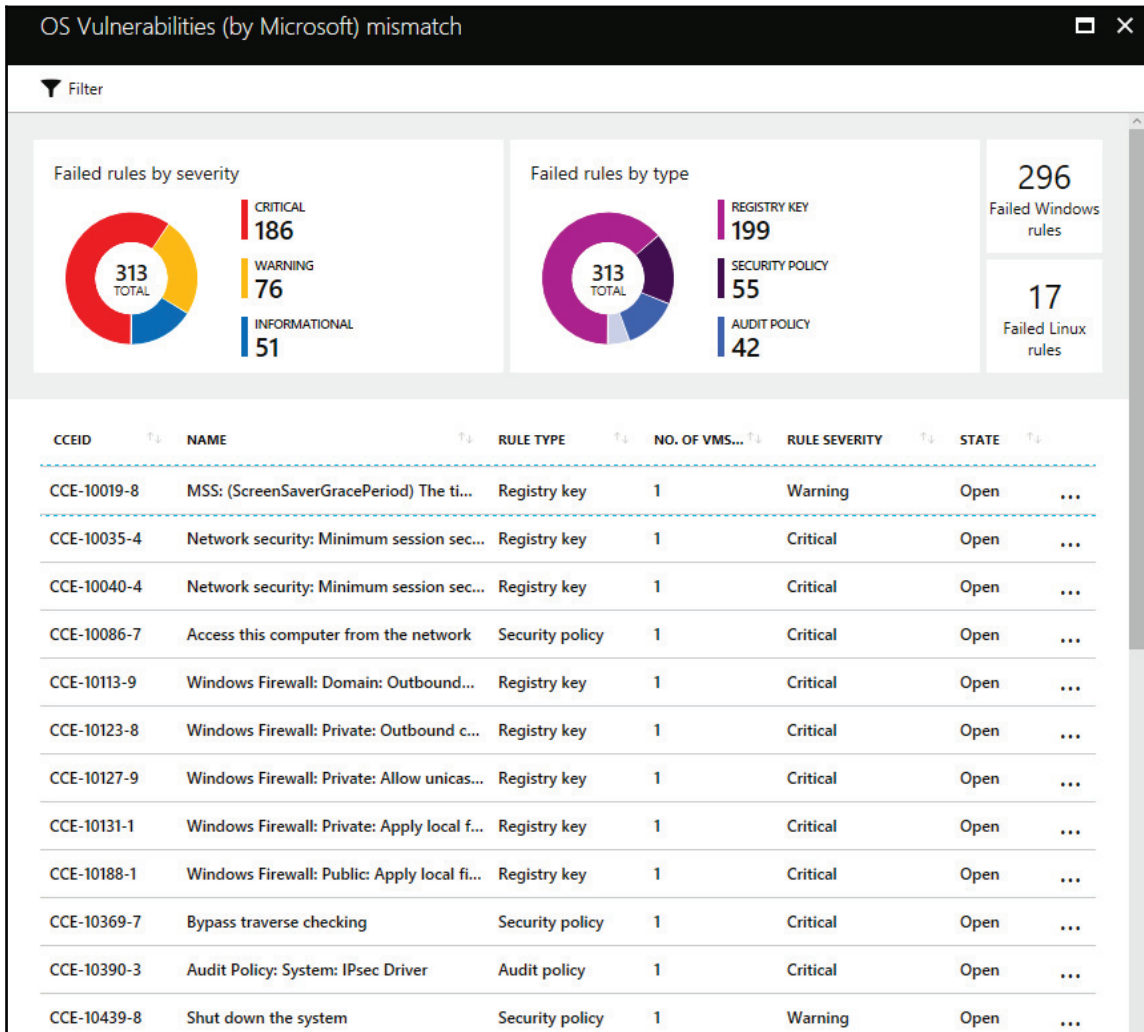 OS Vulnerabilities (by Microsoft) mismatch
Filter
Failed rules by severity
313
TOTAL
CRITICAL
186
WARNING
76
INFORMATIONAL
51
Failed rules by type
313
TOTAL
REGISTRY KEY
199
SECURITY POLICY
55
AUDIT POLICY
42
296
Failed Windows
rules
17
Failed Linux
rules
CCEID NAME RULE TYPE NO. OF VMS... RULE SEVERITY STATE
CCE-10019-8 MSS: (ScreenSaverGracePeriod) The ti... Registry key 1 Warning Open ...
CCE-10035-4 Network security: Minimum session sec... Registry key 1 Critical Open ...
CCE-10040-4 Network security: Minimum session sec... Registry key 1 Critical Open ...
CCE-10086-7 Access this computer from the network Security policy 1 Critical Open ...
CCE-10113-9 Windows Firewall: Domain: Outbound... Registry key 1 Critical Open ...
CCE-10123-8 Windows Firewall: Private: Outbound c... Registry key 1 Critical Open ...
CCE-10127-9 Windows Firewall: Private: Allow unicas... Registry key 1 Critical Open ...
CCE-10131-1 Windows Firewall: Private: Apply local f... Registry key 1 Critical Open ...
CCE-10188-1 Windows Firewall: Public: Apply local fi... Registry key 1 Critical Open ...
CCE-10369-7 Bypass traverse checking Security policy 1 Critical Open ...
CCE-10390-3 Audit Policy: System: IPsec Driver Audit policy 1 Critical Open ...
CCE-10439-8 Shut down the system Security policy 1 Warning Open ...